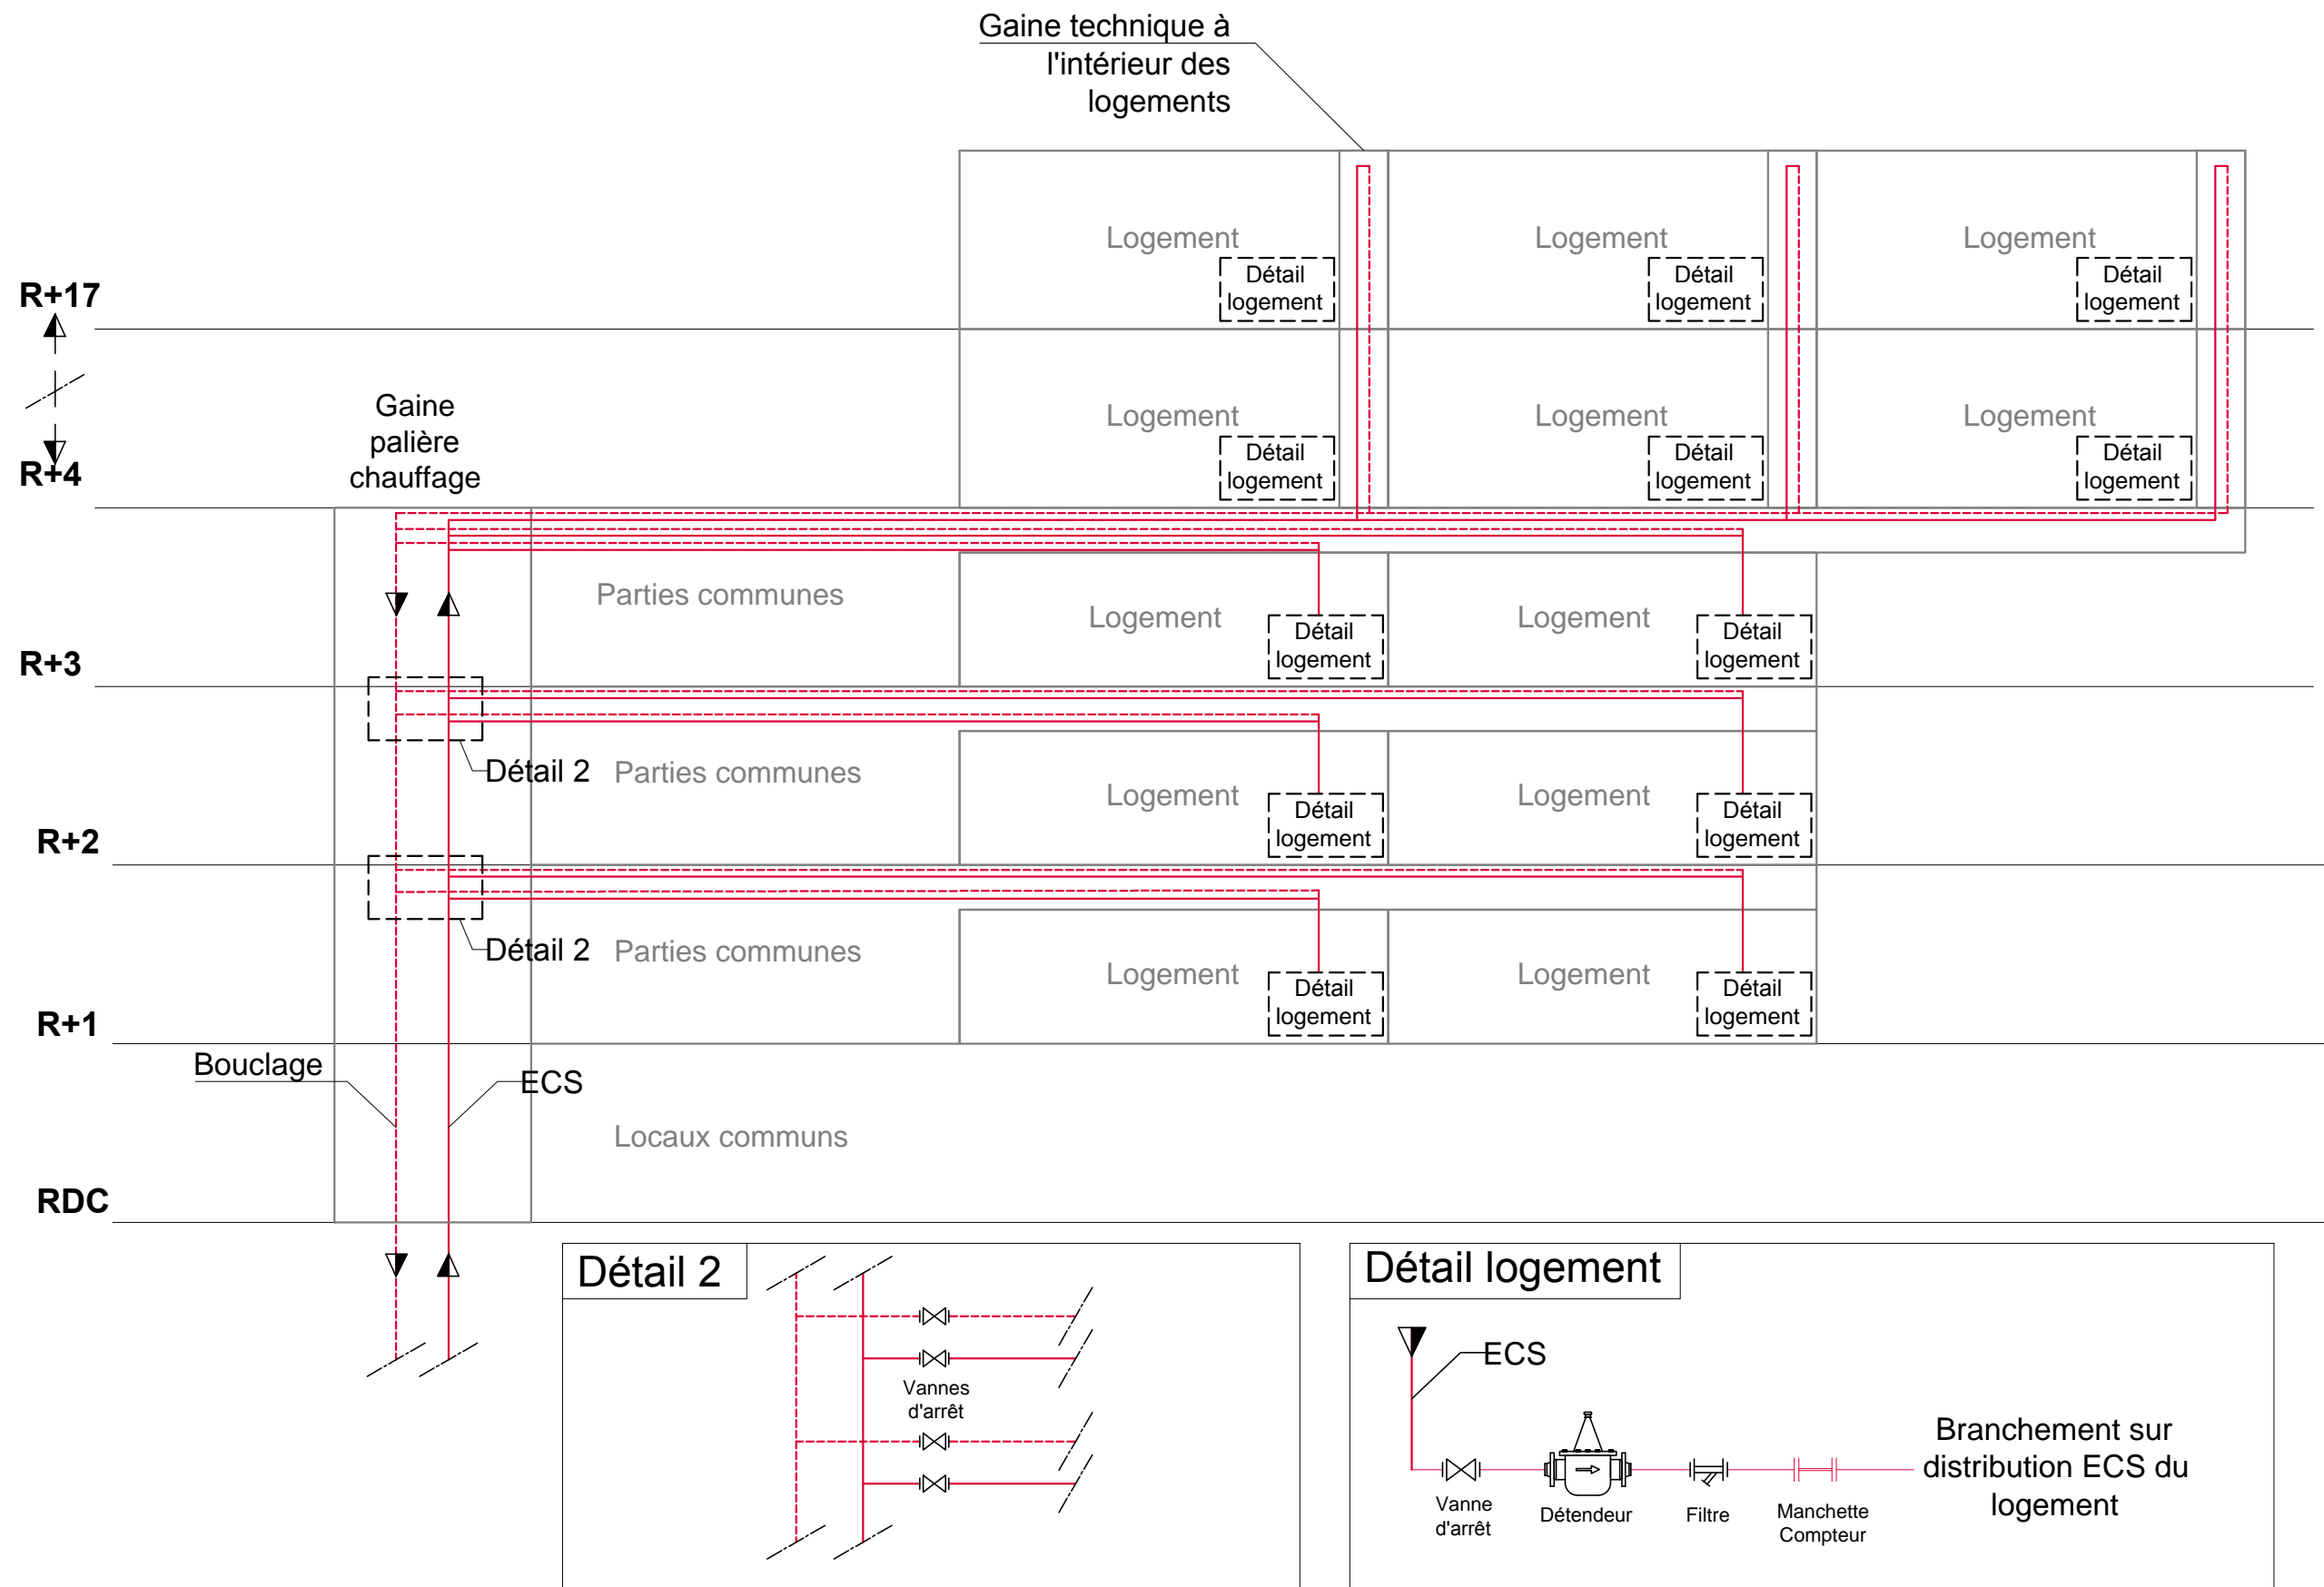 Gaine technique à
l'intérieur des
logements
Logement
Logement
Logement
Détail
logement
Détail
logement
Détail
logement
R+17
Gaine
palière
chauffage
Logement
Logement
Logement
Détail
logement
Détail
logement
Détail
logement
R+4
Parties communes
Logement
Logement
Détail
logement
Détail
logement
R+3
Détail 2
Parties communes
Logement
Logement
Détail
logement
Détail
logement
R+2
Détail 2
Parties communes
Logement
Logement
Détail
logement
Détail
logement
R+1
Bouclage
ECS
Locaux communs
RDC
Détail 2
Vannes
d'arrêt
Détail logement
ECS
Vanne
d'arrêt
Détendeur
Filtre
Manchette
Compteur
Branchement sur
distribution ECS du
logement